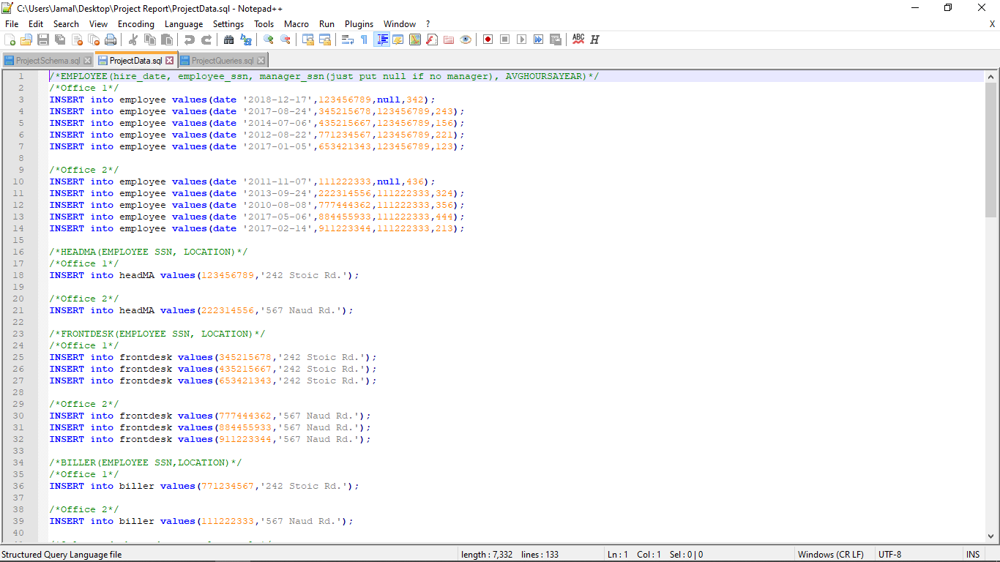 C:\Users\Jamal\Desktop\Project Report\ProjectData.sql - Notepad++
File Edit Search View Encoding Language Settings Tools Macro Run Plugins Window ? X
ProjectSchema.sql ProjectData.sql ProjectQueries.sql
1 /*EMPLOYEE(hire_date, employee_ssn, manager_ssn(just put null if no manager), AVGHOURSAYEAR)*/
2 /*Office 1*/
3 INSERT into employee values(date '2018-12-17',123456789,null,342);
4 INSERT into employee values(date '2017-08-24',345215678,123456789,243);
5 INSERT into employee values(date '2014-07-06',435215667,123456789,156);
6 INSERT into employee values(date '2012-08-22',771234567,123456789,221);
7 INSERT into employee values(date '2017-01-05',653421343,123456789,123);
8
9 /*Office 2*/
10 INSERT into employee values(date '2011-11-07',111222333,null,436);
11 INSERT into employee values(date '2013-09-24',222314556,111222333,324);
12 INSERT into employee values(date '2010-08-08',777444362,111222333,356);
13 INSERT into employee values(date '2017-05-06',884455933,111222333,444);
14 INSERT into employee values(date '2017-02-14',911223344,111222333,213);
15
16 /*HEADMA(EMPLOYEE SSN, LOCATION)*/
17 /*Office 1*/
18 INSERT into headMA values(123456789,'242 Stoic Rd.');
19
20 /*Office 2*/
21 INSERT into headMA values(222314556,'567 Naud Rd.');
22
23 /*FRONTDESK(EMPLOYEE SSN, LOCATION)*/
24 /*Office 1*/
25 INSERT into frontdesk values(345215678,'242 Stoic Rd.');
26 INSERT into frontdesk values(435215667,'242 Stoic Rd.');
27 INSERT into frontdesk values(653421343,'242 Stoic Rd.');
28
29 /*Office 2*/
30 INSERT into frontdesk values(777444362,'567 Naud Rd.');
31 INSERT into frontdesk values(884455933,'567 Naud Rd.');
32 INSERT into frontdesk values(911223344,'567 Naud Rd.');
33
34 /*BILLER(EMPLOYEE SSN,LOCATION)*/
35 /*Office 1*/
36 INSERT into biller values(771234567,'242 Stoic Rd.');
37
38 /*Office 2*/
39 INSERT into biller values(111222333,'567 Naud Rd.');
40
Structured Query Language file length : 7,332 lines : 133 Ln : 1 Col : 1 Sel : 0 | 0 Windows (CR LF) UTF-8 INS